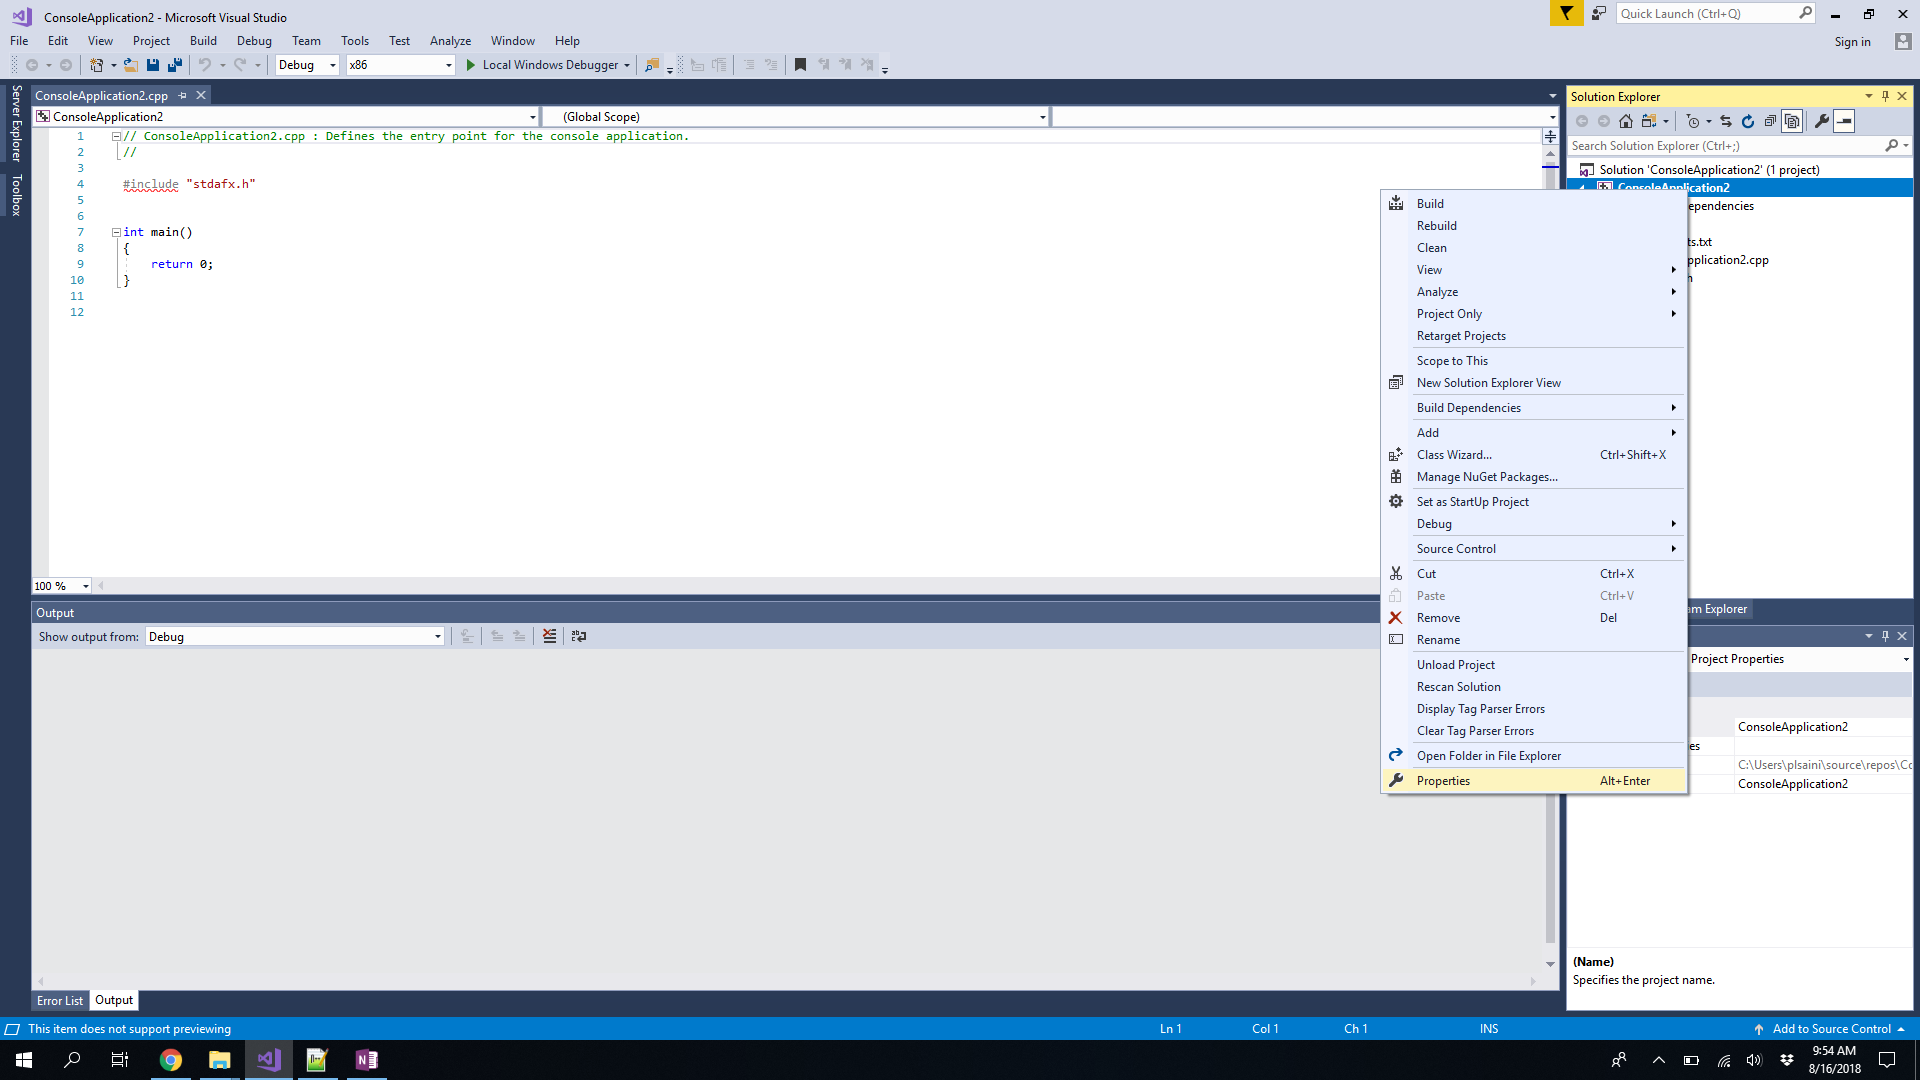 ConsoleApplication2 - Microsoft Visual Studio
Quick Launch (Ctrl+Q)
File Edit View Project Build Debug Team Tools Test Analyze Window Help
Sign in
Debug x86 Local Windows Debugger
Server Explorer
Toolbox
ConsoleApplication2.cpp
ConsoleApplication2 (Global Scope)
1 // ConsoleApplication2.cpp : Defines the entry point for the console application.
2 //
3
4 #include "stdafx.h"
5
6
7 int main()
8 {
9 return 0;
10 }
11
12
100 %
Output
Show output from: Debug
Error List Output
Solution Explorer
Search Solution Explorer (Ctrl+;)
Solution 'ConsoleApplication2' (1 project)
ConsoleApplication2
ependencies
ts.txt
pplication2.cpp
Build
Rebuild
Clean
View
Analyze
Project Only
Retarget Projects
Scope to This
New Solution Explorer View
Build Dependencies
Add
Class Wizard... Ctrl+Shift+X
Manage NuGet Packages...
Set as StartUp Project
Debug
Source Control
Cut Ctrl+X
Paste Ctrl+V
Remove Del
Rename
Unload Project
Rescan Solution
Display Tag Parser Errors
Clear Tag Parser Errors
Open Folder in File Explorer
Properties Alt+Enter
am Explorer
Project Properties
ConsoleApplication2
es
C:\Users\plsaini\source\repos\Cc
ConsoleApplication2
(Name)
Specifies the project name.
This item does not support previewing Ln 1 Col 1 Ch 1 INS Add to Source Control
9:54 AM
8/16/2018